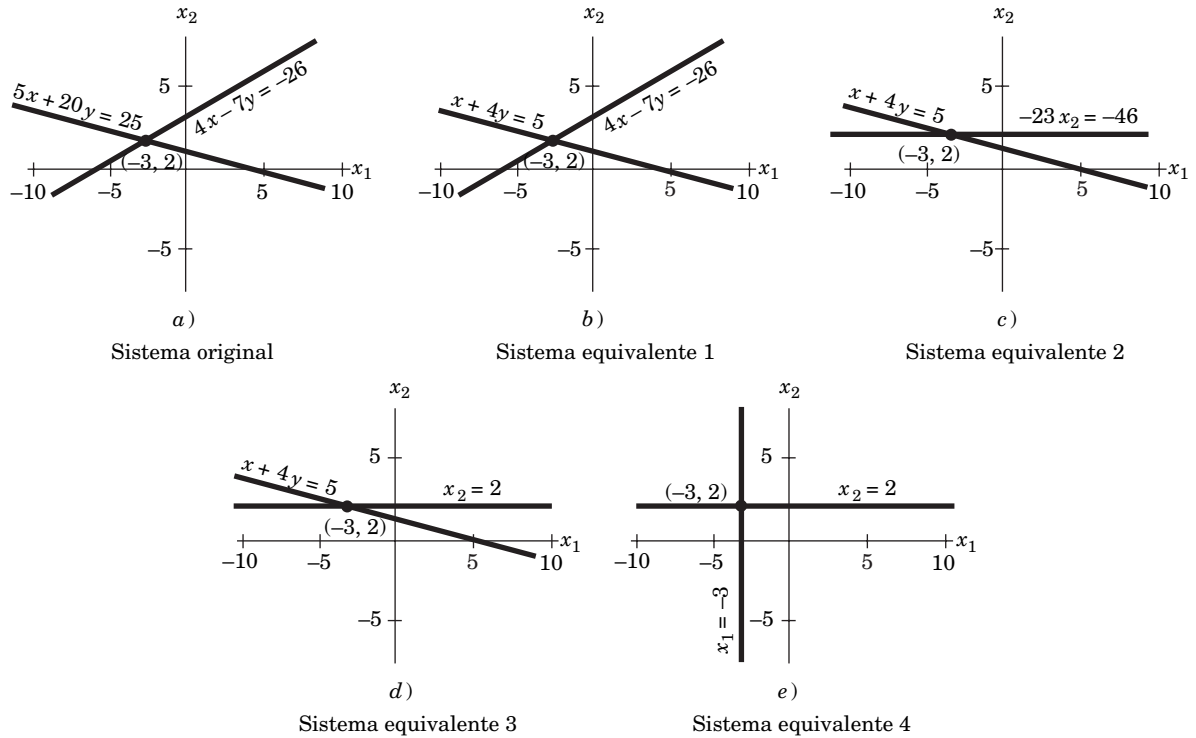 x₂
5x + 20y = 25
5
4x – 7y = –26
(–3, 2)
x₁
–10
–5
5
10
–5
a)
Sistema original
x₂
x + 4y = 5
5
4x – 7y = –26
(–3, 2)
x₁
–10
–5
5
10
–5
b)
Sistema equivalente 1
x₂
x + 4y = 5
5
–23 x₂ = –46
(–3, 2)
x₁
–10
–5
5
10
–5
c)
Sistema equivalente 2
x₂
x + 4y = 5
5
x₂ = 2
(–3, 2)
x₁
–10
–5
5
10
–5
d)
Sistema equivalente 3
x₂
5
(–3, 2)
x₂ = 2
x₁
–10
–5
5
10
x₁ = –3
–5
e)
Sistema equivalente 4